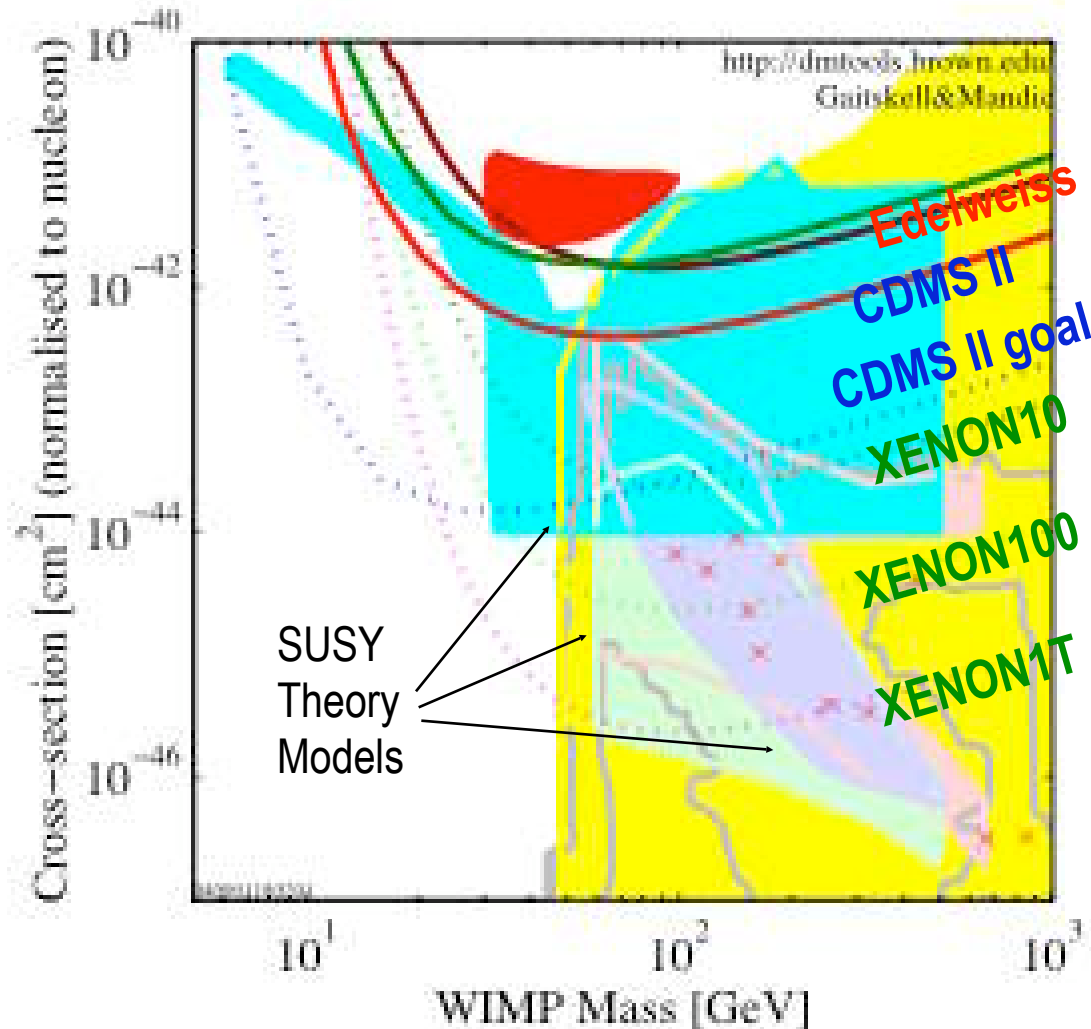 http://dmtools.brown.edu/
Gaitskell&Mandic
Cross-section [cm²] (normalised to nucleon)
10⁻⁴⁰
10⁻⁴²
10⁻⁴⁴
10⁻⁴⁶
Edelweiss
CDMS II
CDMS II goal
XENON10
XENON100
XENON1T
SUSY
Theory
Models
10¹
10²
10³
WIMP Mass [GeV]